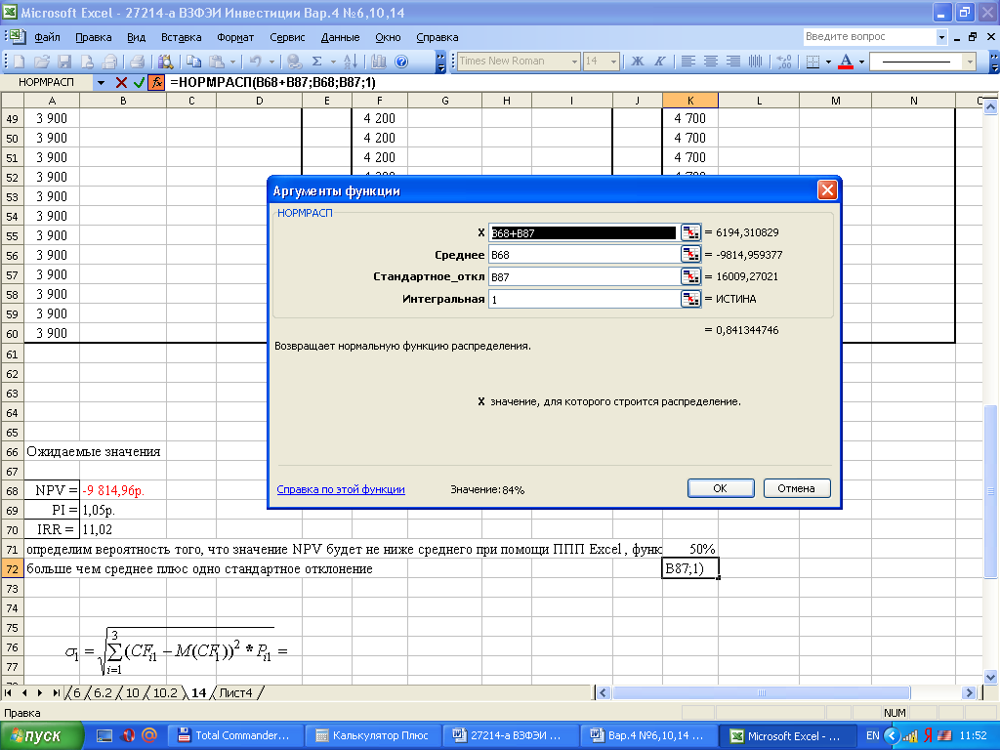 Microsoft Excel - 27214-а ВЗФЭИ Инвестиции Вар.4 №6,10,14
Файл Правка Вид Вставка Формат Сервис Данные Окно Справка Введите вопрос
Times New Roman 14 Ж К
НОРМРАСП =НОРМРАСП(B68+B87;B68;B87;1)
A B C D E F G H I J K L M N
49 3 900 4 200 4 700
50 3 900 4 200 4 700
51 3 900 4 200 4 700
52 3 900
53 3 900
54 3 900
55 3 900
56 3 900
57 3 900
58 3 900
59 3 900
60 3 900
61
62
63
64
65
66 Ожидаемые значения
67
68 NPV = -9 814,96р.
69 PI = 1,05р.
70 IRR = 11,02
71 определим вероятность того, что значение NPV будет не ниже среднего при помощи ППП Excel , функ 50%
72 больше чем среднее плюс одно стандартное отклонение B87;1)
73
74
75
76
77
σ1 = √∑(CFi1 − M(CF1))2 * Pi1 =
3
i=1
Аргументы функции
НОРМРАСП
X B68+B87 = 6194,310829
Среднее B68 = -9814,959377
Стандартное_откл B87 = 16009,27021
Интегральная 1 = ИСТИНА
= 0,841344746
Возвращает нормальную функцию распределения.
X значение, для которого строится распределение.
Справка по этой функции Значение:84% ОК Отмена
6 6.2 10 10.2 14 Лист4
Правка NUM
пуск Total Commander... Калькулятор Плюс 27214-а ВЗФЭИ ... Вар.4 №6,10,14 ... Microsoft Excel - ... EN 11:52